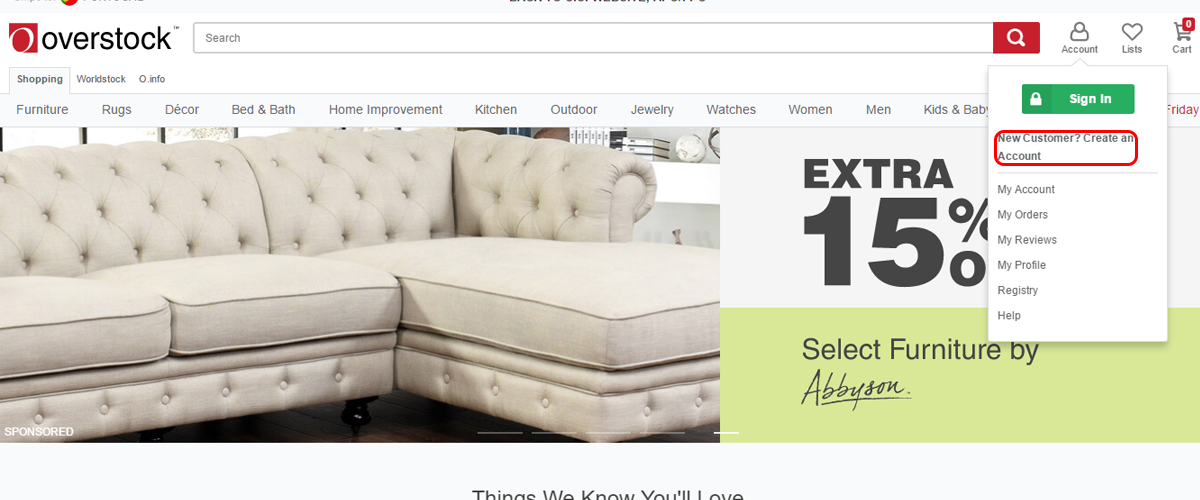 overstock™
Search
Account
Lists
0
Cart
Shopping
Worldstock
O.info
Furniture
Rugs
Décor
Bed & Bath
Home Improvement
Kitchen
Outdoor
Jewelry
Watches
Women
Men
Kids & Baby
Friday
Sign In
New Customer? Create an
Account
My Account
My Orders
My Reviews
My Profile
Registry
Help
EXTRA
15%
Select Furniture by
Abbyson.
SPONSORED
Things We Know You'll Love